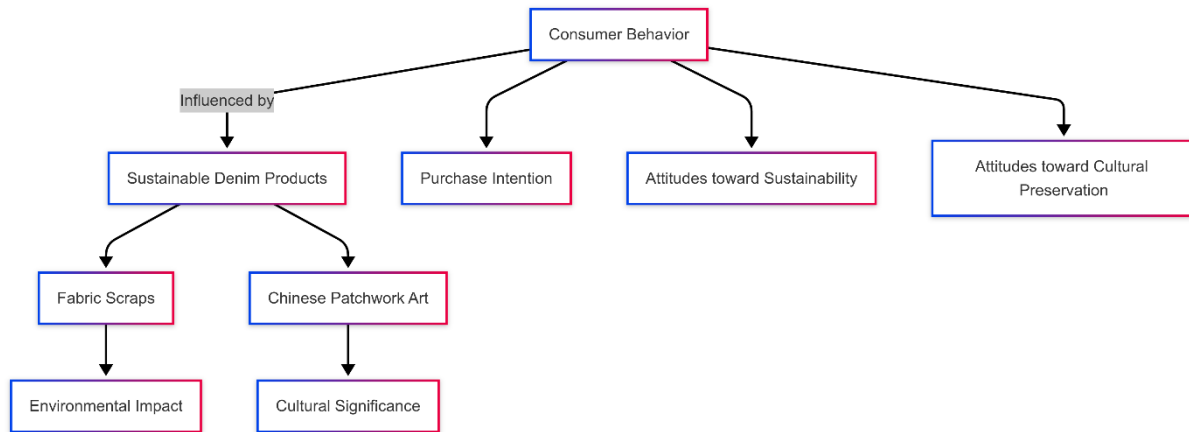 Consumer Behavior
Influenced by
Sustainable Denim Products
Purchase Intention
Attitudes toward Sustainability
Attitudes toward Cultural
Preservation
Fabric Scraps
Chinese Patchwork Art
Environmental Impact
Cultural Significance